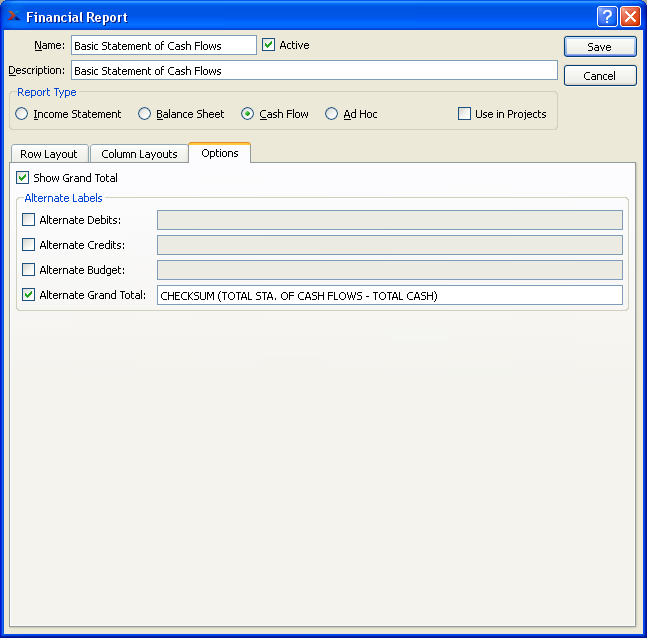 Financial Report
Name: Basic Statement of Cash Flows Active Save
Description: Basic Statement of Cash Flows Cancel
Report Type
Income Statement Balance Sheet Cash Flow Ad Hoc Use in Projects
Row Layout Column Layouts Options
Show Grand Total
Alternate Labels
Alternate Debits:
Alternate Credits:
Alternate Budget:
Alternate Grand Total: CHECKSUM (TOTAL STA. OF CASH FLOWS - TOTAL CASH)